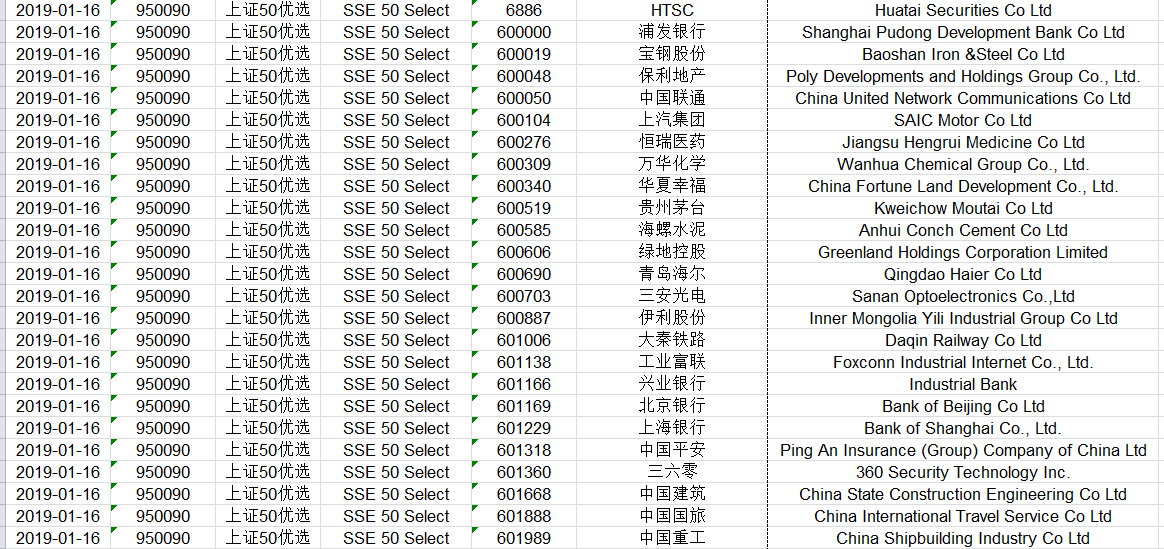 2019-01-16 950090 上证50优选 SSE 50 Select 6886 HTSC Huatai Securities Co Ltd
2019-01-16 950090 上证50优选 SSE 50 Select 600000 浦发银行 Shanghai Pudong Development Bank Co Ltd
2019-01-16 950090 上证50优选 SSE 50 Select 600019 宝钢股份 Baoshan Iron &Steel Co Ltd
2019-01-16 950090 上证50优选 SSE 50 Select 600048 保利地产 Poly Developments and Holdings Group Co., Ltd.
2019-01-16 950090 上证50优选 SSE 50 Select 600050 中国联通 China United Network Communications Co Ltd
2019-01-16 950090 上证50优选 SSE 50 Select 600104 上汽集团 SAIC Motor Co Ltd
2019-01-16 950090 上证50优选 SSE 50 Select 600276 恒瑞医药 Jiangsu Hengrui Medicine Co Ltd
2019-01-16 950090 上证50优选 SSE 50 Select 600309 万华化学 Wanhua Chemical Group Co., Ltd.
2019-01-16 950090 上证50优选 SSE 50 Select 600340 华夏幸福 China Fortune Land Development Co., Ltd.
2019-01-16 950090 上证50优选 SSE 50 Select 600519 贵州茅台 Kweichow Moutai Co Ltd
2019-01-16 950090 上证50优选 SSE 50 Select 600585 海螺水泥 Anhui Conch Cement Co Ltd
2019-01-16 950090 上证50优选 SSE 50 Select 600606 绿地控股 Greenland Holdings Corporation Limited
2019-01-16 950090 上证50优选 SSE 50 Select 600690 青岛海尔 Qingdao Haier Co Ltd
2019-01-16 950090 上证50优选 SSE 50 Select 600703 三安光电 Sanan Optoelectronics Co.,Ltd
2019-01-16 950090 上证50优选 SSE 50 Select 600887 伊利股份 Inner Mongolia Yili Industrial Group Co Ltd
2019-01-16 950090 上证50优选 SSE 50 Select 601006 大秦铁路 Daqin Railway Co Ltd
2019-01-16 950090 上证50优选 SSE 50 Select 601138 工业富联 Foxconn Industrial Internet Co., Ltd.
2019-01-16 950090 上证50优选 SSE 50 Select 601166 兴业银行 Industrial Bank
2019-01-16 950090 上证50优选 SSE 50 Select 601169 北京银行 Bank of Beijing Co Ltd
2019-01-16 950090 上证50优选 SSE 50 Select 601229 上海银行 Bank of Shanghai Co., Ltd.
2019-01-16 950090 上证50优选 SSE 50 Select 601318 中国平安 Ping An Insurance (Group) Company of China Ltd
2019-01-16 950090 上证50优选 SSE 50 Select 601360 三六零 360 Security Technology Inc.
2019-01-16 950090 上证50优选 SSE 50 Select 601668 中国建筑 China State Construction Engineering Co Ltd
2019-01-16 950090 上证50优选 SSE 50 Select 601888 中国国旅 China International Travel Service Co Ltd
2019-01-16 950090 上证50优选 SSE 50 Select 601989 中国重工 China Shipbuilding Industry Co Ltd